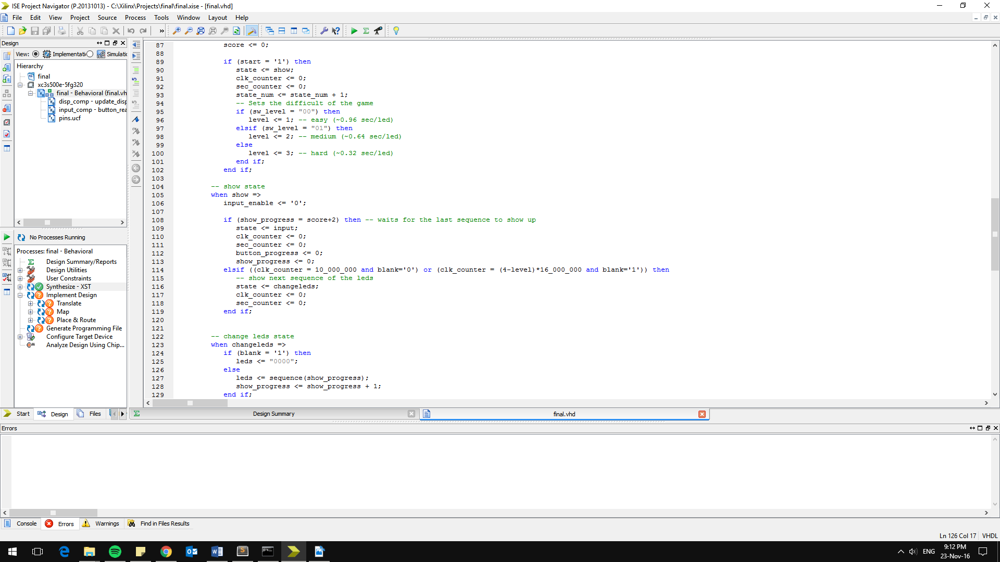 ISE Project Navigator (P.20131013) - C:\Xilinx\Projects\final\final.xise - [final.vhd]
File Edit View Project Source Process Tools Window Layout Help
Design
View: Implementati Simulatic
Hierarchy
final
xc3s500e-5fg320
final - Behavioral (final.vh
disp_comp - update_disp
input_comp - button_rea
pins.ucf
No Processes Running
Processes: final - Behavioral
Design Summary/Reports
Design Utilities
User Constraints
Synthesize - XST
Implement Design
Translate
Map
Place & Route
Generate Programming File
Configure Target Device
Analyze Design Using Chip...
Start Design Files
87 score <= 0;
88
89 if (start = '1') then
90 state <= show;
91 clk_counter <= 0;
92 sec_counter <= 0;
93 state_num <= state_num + 1;
94 -- Sets the difficult of the game
95 if (sw_level = "00") then
96 level <= 1; -- easy (~0.96 sec/led)
97 elsif (sw_level = "01") then
98 level <= 2; -- medium (~0.64 sec/led)
99 else
100 level <= 3; -- hard (~0.32 sec/led)
101 end if;
102 end if;
103
104 -- show state
105 when show =>
106 input_enable <= '0';
107
108 if (show_progress = score+2) then -- waits for the last sequence to show up
109 state <= input;
110 clk_counter <= 0;
111 sec_counter <= 0;
112 button_progress <= 0;
113 show_progress <= 0;
114 elsif ((clk_counter = 10_000_000 and blank='0') or (clk_counter = (4-level)*16_000_000 and blank='1')) then
115 -- show next sequence of the leds
116 state <= changeleds;
117 clk_counter <= 0;
118 sec_counter <= 0;
119 end if;
120
121
122 -- change leds state
123 when changeleds =>
124 if (blank = '1') then
125 leds <= "0000";
126 else
127 leds <= sequence(show_progress);
128 show_progress <= show_progress + 1;
129 end if;
Design Summary final.vhd
Errors
Console Errors Warnings Find in Files Results
Ln 126 Col 17 VHDL
ENG 9:12 PM
23-Nov-16